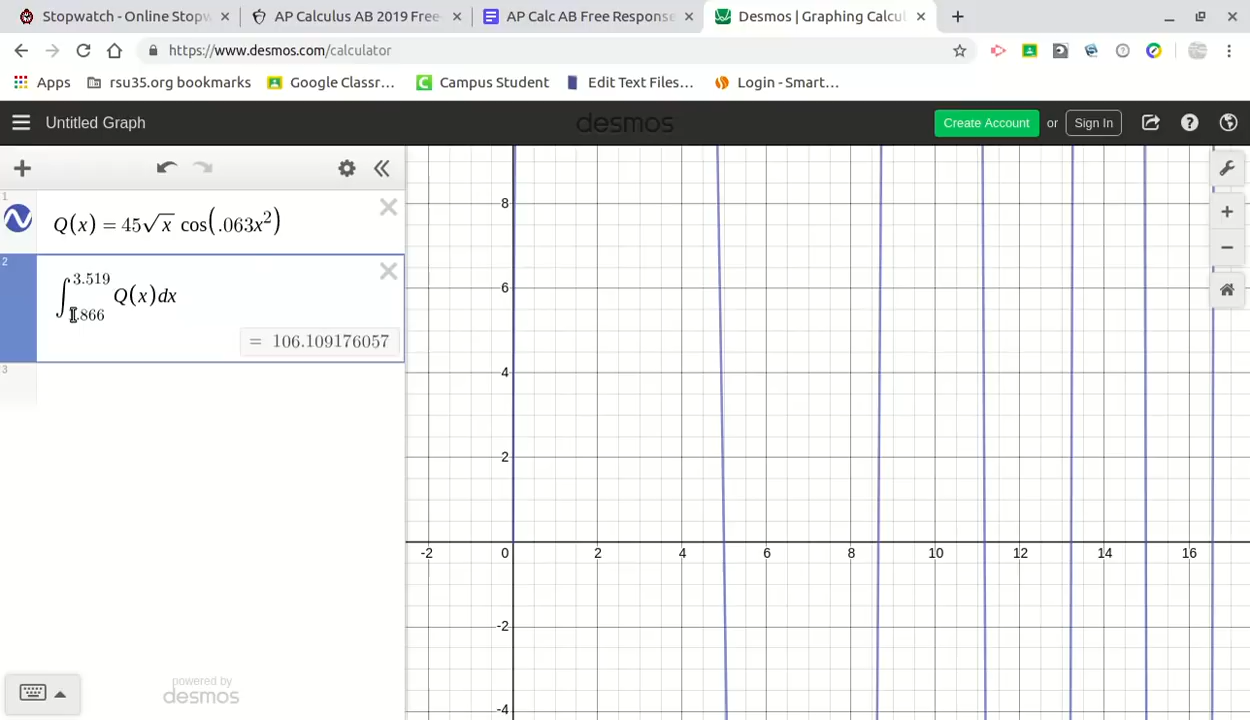 Stopwatch - Online Stopw
AP Calculus AB 2019 Free-
AP Calc AB Free Response
Desmos | Graphing Calcul
https://www.desmos.com/calculator
Apps
rsu35.org bookmarks
Google Classr…
Campus Student
Edit Text Files…
Login - Smart…
Untitled Graph
desmos
Create Account
or
Sign In
1
Q(x) = 45√x cos(.063x²)
2
∫ 3.519 Q(x)dx
.866
= 106.109176057
3
powered by
desmos
8
6
4
2
-2
0
2
4
6
8
10
12
14
16
-2
-4